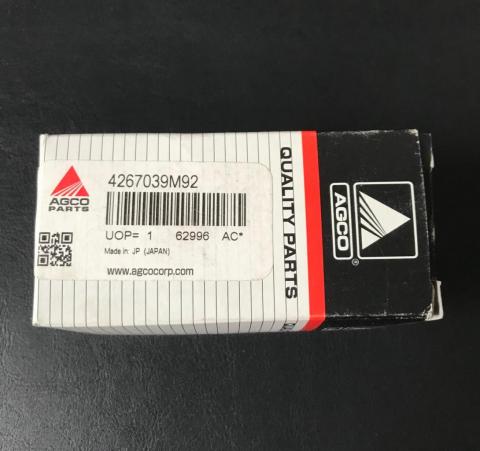 AGCO
PARTS
4267039M92
UOP= 1 62996 AC*
Made in: JP (JAPAN)
www.agcocorp.com
QUALITY PARTS
AGCO
®